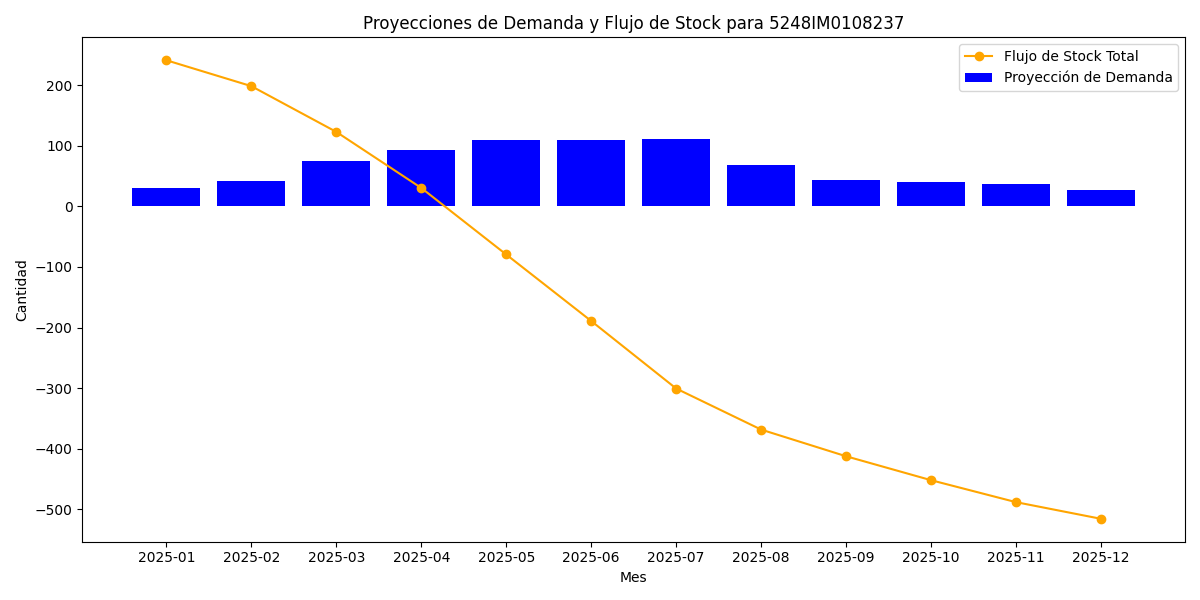 Proyecciones de Demanda y Flujo de Stock para 5248IM0108237
Flujo de Stock Total
Proyección de Demanda
Cantidad
200
100
0
−100
−200
−300
−400
−500
2025-01 2025-02 2025-03 2025-04 2025-05 2025-06 2025-07 2025-08 2025-09 2025-10 2025-11 2025-12
Mes